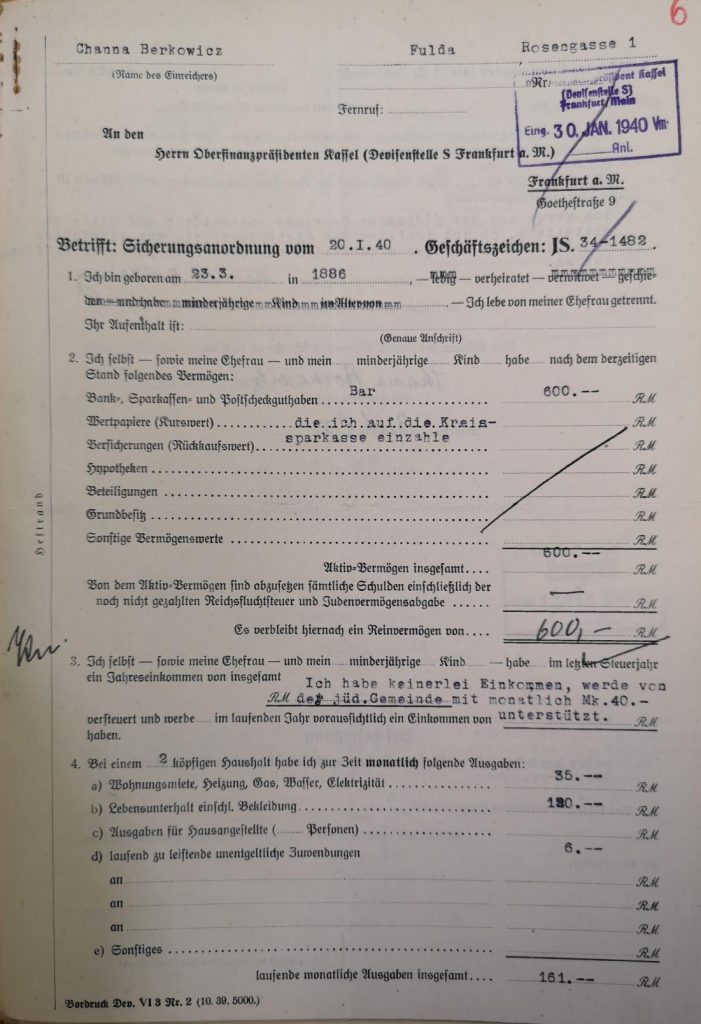 6
Channa Berkowicz Fulda Rosengasse 1
(Name des Einreichers)
Fernruf:
Kassel
(Devisenstelle S)
Frankfurt/Main
Eing. 30. JAN. 1940 Vm
Anl.
An den
Herrn Oberfinanzpräsidenten Kassel (Devisenstelle S Frankfurt a. M.)
Frankfurt a. M.
Goethestraße 9
Betrifft: Sicherungsanordnung vom 20.I.40 . Geschäftszeichen: JS. 34-1482.
1. Ich bin geboren am 23.3. in 1886 , — ledig — verheiratet — verwitwet — geschie-
den — und habe minderjährige Kind im Alter von — Ich lebe von meiner Ehefrau getrennt.
Ihr Aufenthalt ist:
(Genaue Anschrift)
2. Ich selbst — sowie meine Ehefrau — und mein minderjährige Kind habe nach dem derzeitigen
Stand folgendes Vermögen:
Bank-, Sparkassen- und Postscheckguthaben Bar 600.-- RM
Wertpapiere (Kurswert) die ich auf die Kreis- RM
Versicherungen (Rückkaufswert) sparkasse einzahle RM
Hypotheken RM
Beteiligungen RM
Grundbesitz RM
Sonstige Vermögenswerte RM
Aktiv-Vermögen insgesamt 600.-- RM
Von dem Aktiv-Vermögen sind abzusetzen sämtliche Schulden einschließlich der
noch nicht gezahlten Reichsfluchtsteuer und Judenvermögensabgabe — RM
Es verbleibt hiernach ein Reinvermögen von 600,- RM
3. Ich selbst — sowie meine Ehefrau — und mein minderjährige Kind — habe im letzten Steuerjahr
ein Jahreseinkommen von insgesamt Ich habe keinerlei Einkommen, werde von
RM der jüd. Gemeinde mit monatlich Mk.40.-
versteuert und werde im laufenden Jahr voraussichtlich ein Einkommen von unterstützt. RM
haben.
4. Bei einem 2 köpfigen Haushalt habe ich zur Zeit monatlich folgende Ausgaben:
a) Wohnungsmiete, Heizung, Gas, Wasser, Elektrizität 35.-- RM
b) Lebensunterhalt einschl. Bekleidung 120.-- RM
c) Ausgaben für Hausangestellte ( Personen) RM
d) laufend zu leistende unentgeltliche Zuwendungen 6.--
an RM
an RM
an RM
e) Sonstiges RM
laufende monatliche Ausgaben insgesamt 161.-- RM
Vordruck Dev. VI 3 Nr. 2 (10. 39. 5000.)
Heftrand